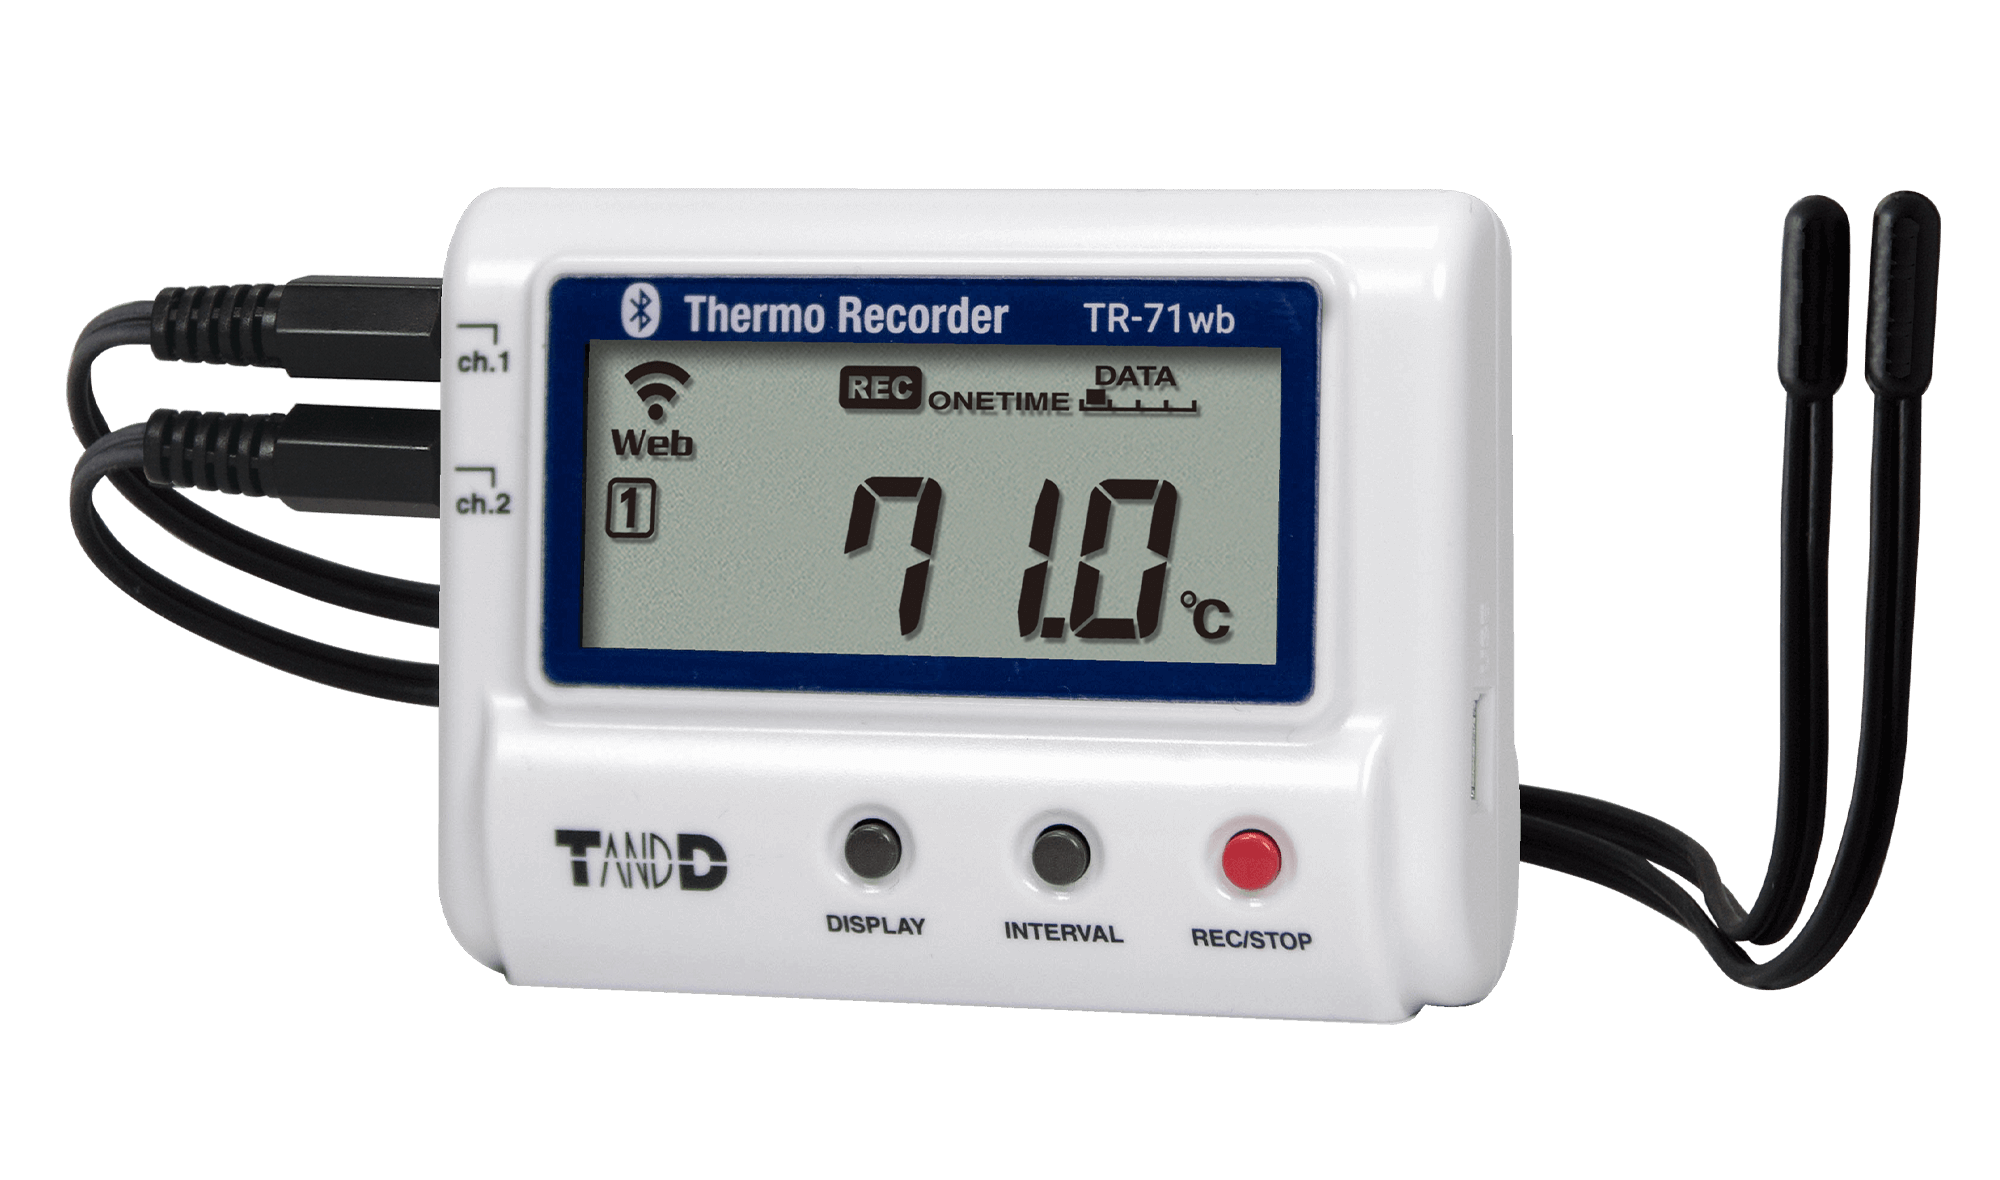 Thermo Recorder TR-71wb
ch.1
ch.2
REC ONETIME DATA
Web
1
71.0 °C
TANDD
DISPLAY INTERVAL REC/STOP